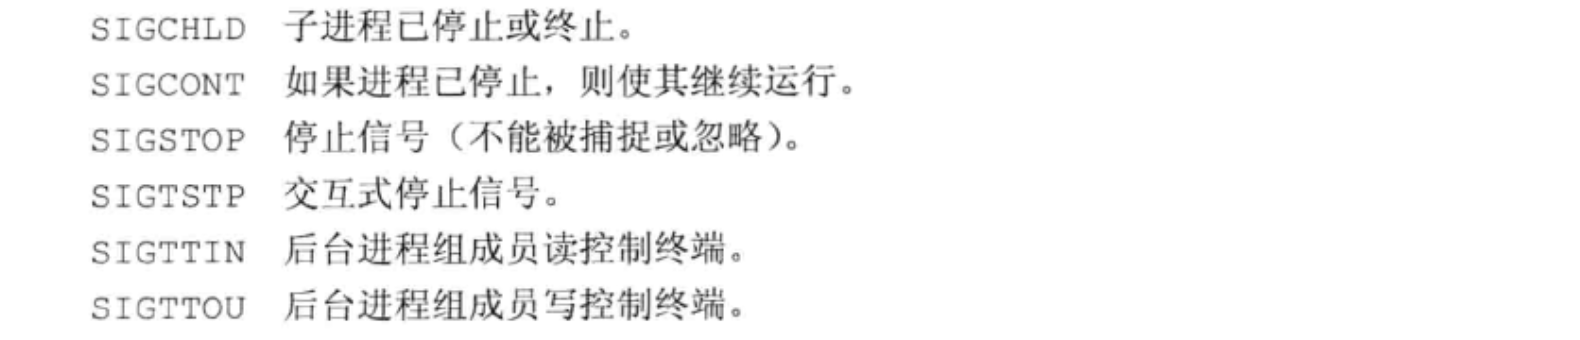 SIGCHLD 子进程已停止或终止。
SIGCONT 如果进程已停止，则使其继续运行。
SIGSTOP 停止信号（不能被捕捉或忽略）。
SIGTSTP 交互式停止信号。
SIGTTIN 后台进程组成员读控制终端。
SIGTTOU 后台进程组成员写控制终端。